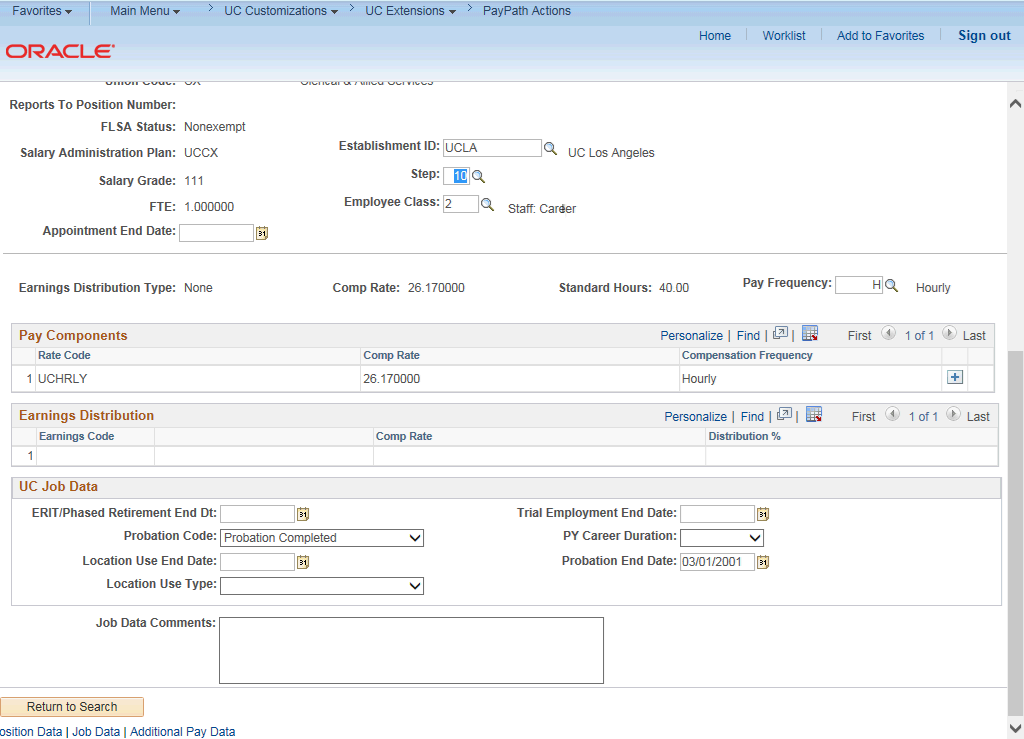 Favorites Main Menu > UC Customizations > UC Extensions > PayPath Actions
Home Worklist Add to Favorites Sign out
ORACLE
Union Code: CX Clerical & Allied Services
Reports To Position Number:
FLSA Status: Nonexempt
Salary Administration Plan: UCCX Establishment ID: UCLA UC Los Angeles
Salary Grade: 111 Step: 10
FTE: 1.000000 Employee Class: 2 Staff: Career
Appointment End Date:
Earnings Distribution Type: None Comp Rate: 26.170000 Standard Hours: 40.00 Pay Frequency: H Hourly
Pay Components Personalize | Find | | First 1 of 1 Last
Rate Code Comp Rate Compensation Frequency
1 UCHRLY 26.170000 Hourly
Earnings Distribution Personalize | Find | | First 1 of 1 Last
Earnings Code Comp Rate Distribution %
1
UC Job Data
ERIT/Phased Retirement End Dt: Trial Employment End Date:
Probation Code: Probation Completed PY Career Duration:
Location Use End Date: Probation End Date: 03/01/2001
Location Use Type:
Job Data Comments:
Return to Search
osition Data | Job Data | Additional Pay Data